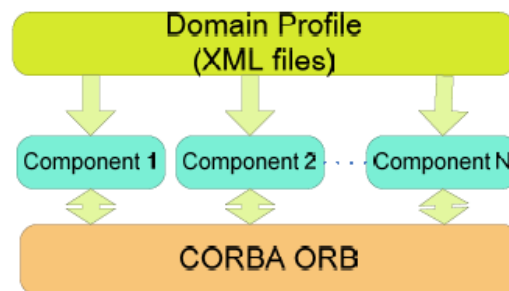 Domain Profile
(XML files)
Component 1
Component 2
Component N
CORBA ORB